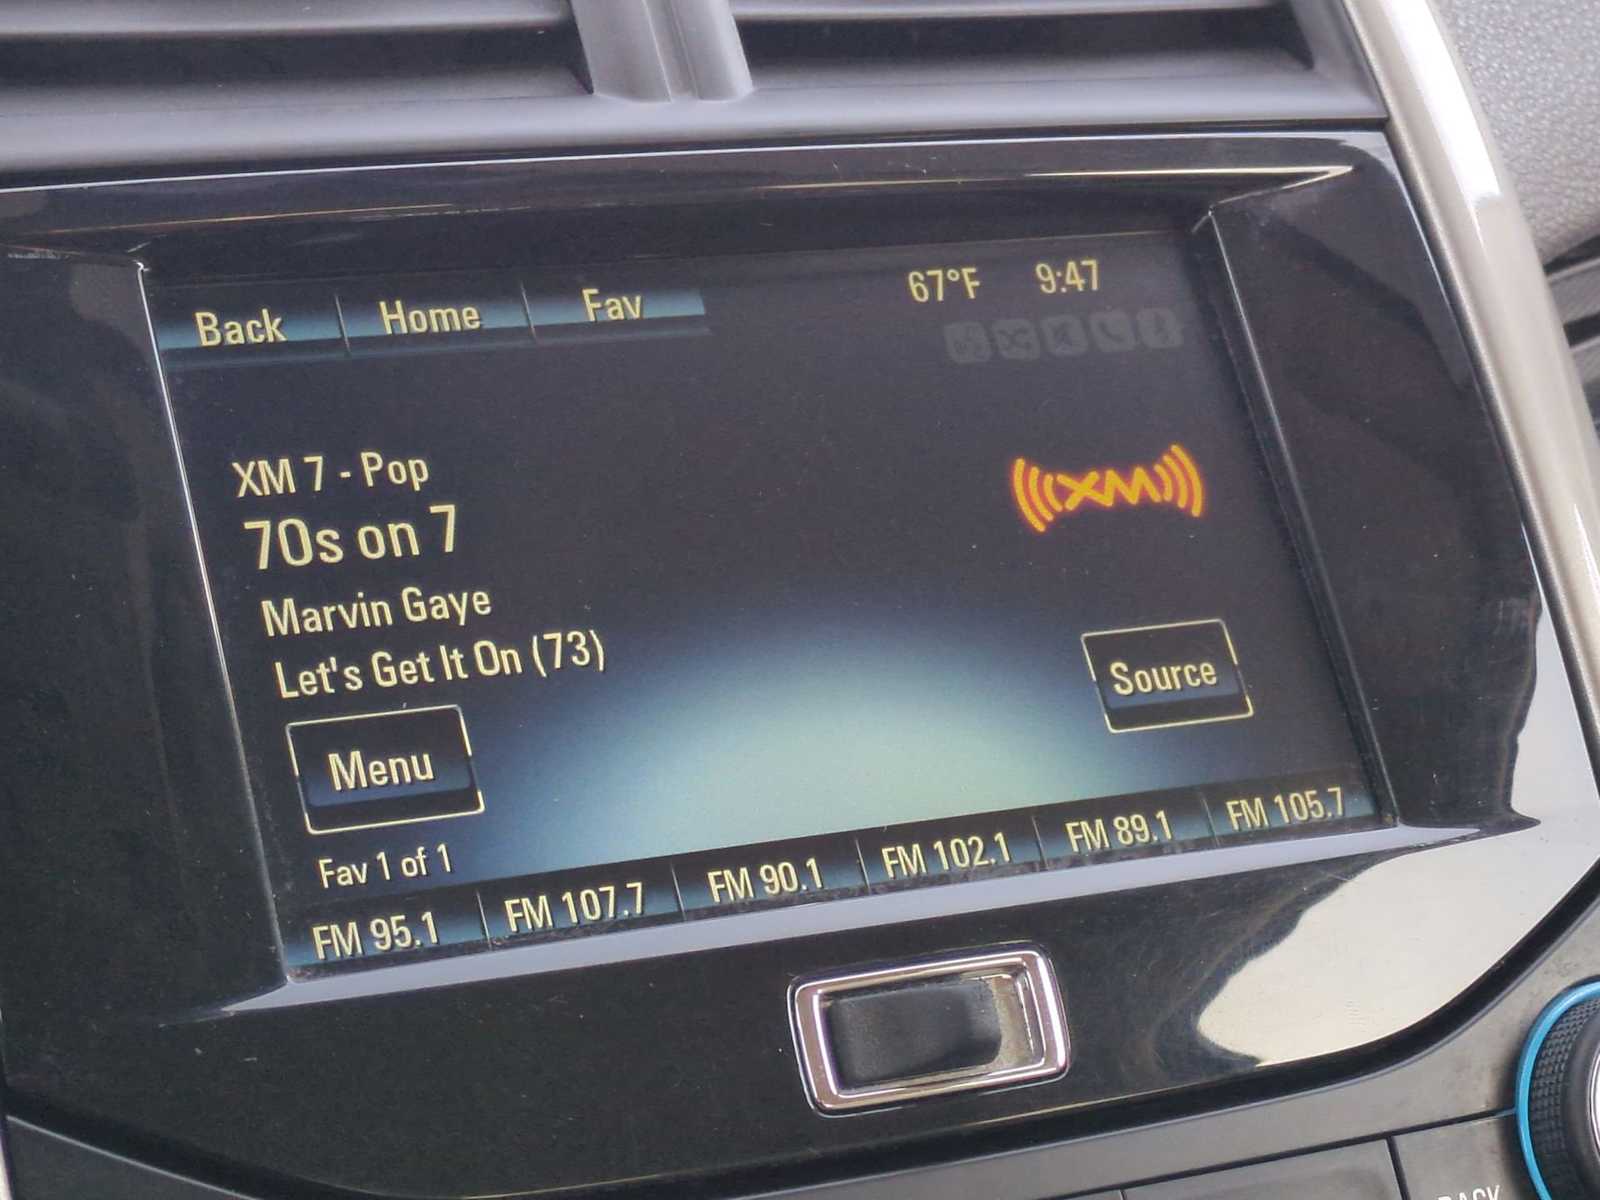 Back Home Fav 67°F 9:47
XM 7 - Pop
70s on 7
XM
Marvin Gaye
Let's Get It On (73)
Source
Menu
Fav 1 of 1
FM 95.1 FM 107.7 FM 90.1 FM 102.1 FM 89.1 FM 105.7
BACK